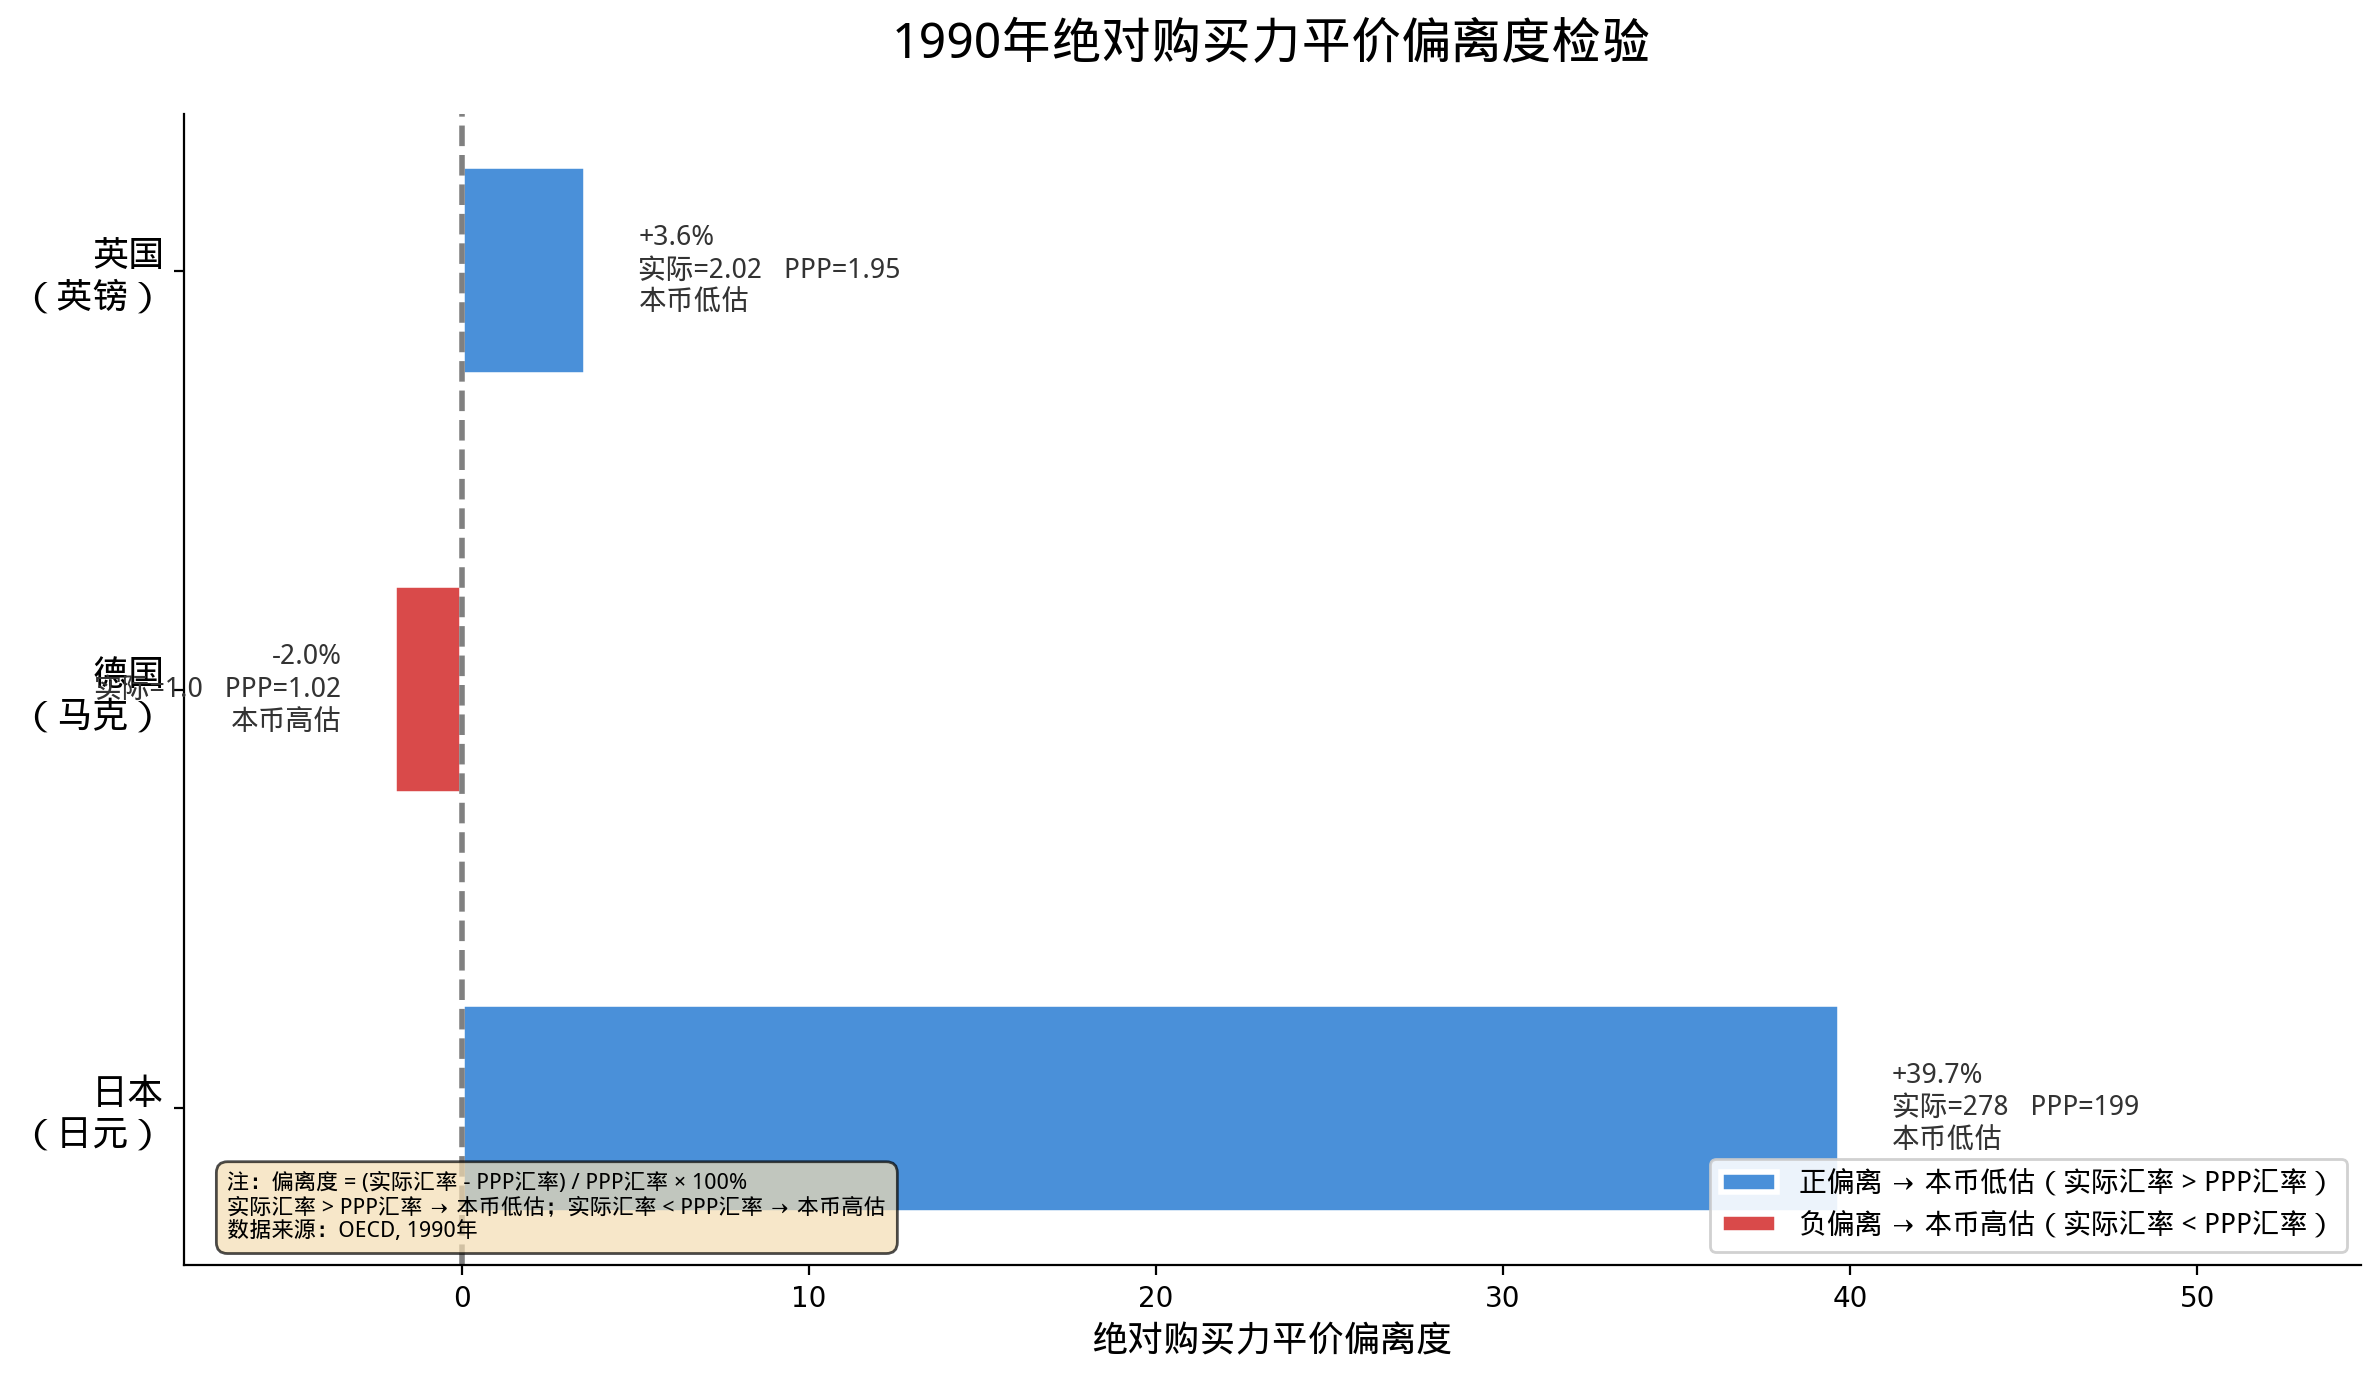 1990年绝对购买力平价偏离度检验
英国
（英镑）
+3.6%
实际=2.02 PPP=1.95
本币低估
德国
（马克）
-2.0%
实际=1.0 PPP=1.02
本币高估
日本
（日元）
+39.7%
实际=278 PPP=199
本币低估
注：偏离度 = (实际汇率 - PPP汇率) / PPP汇率 × 100%
实际汇率 > PPP汇率 → 本币低估；实际汇率 < PPP汇率 → 本币高估
数据来源：OECD, 1990年
正偏离 → 本币低估（实际汇率 > PPP汇率）
负偏离 → 本币高估（实际汇率 < PPP汇率）
0 10 20 30 40 50
绝对购买力平价偏离度